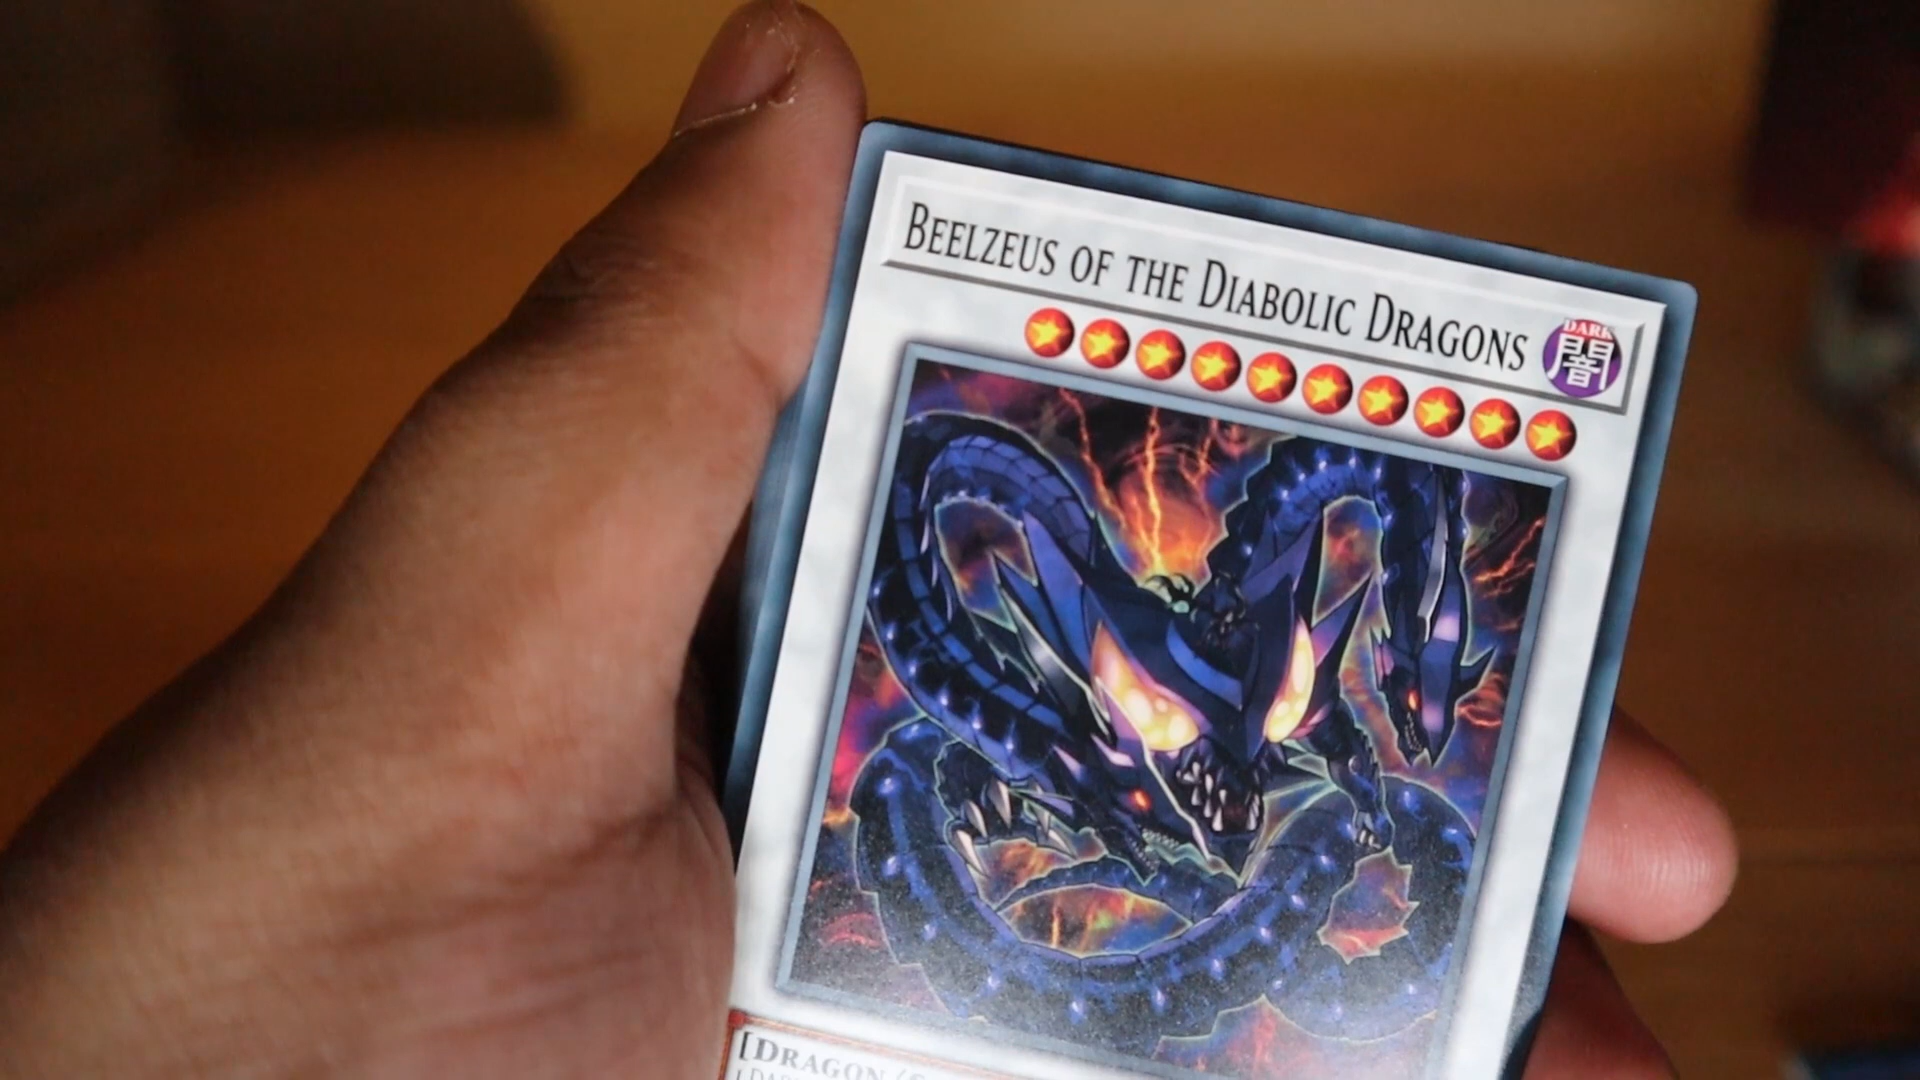 BEELZEUS OF THE DIABOLIC DRAGONS
DARK
闇
[DRAGON